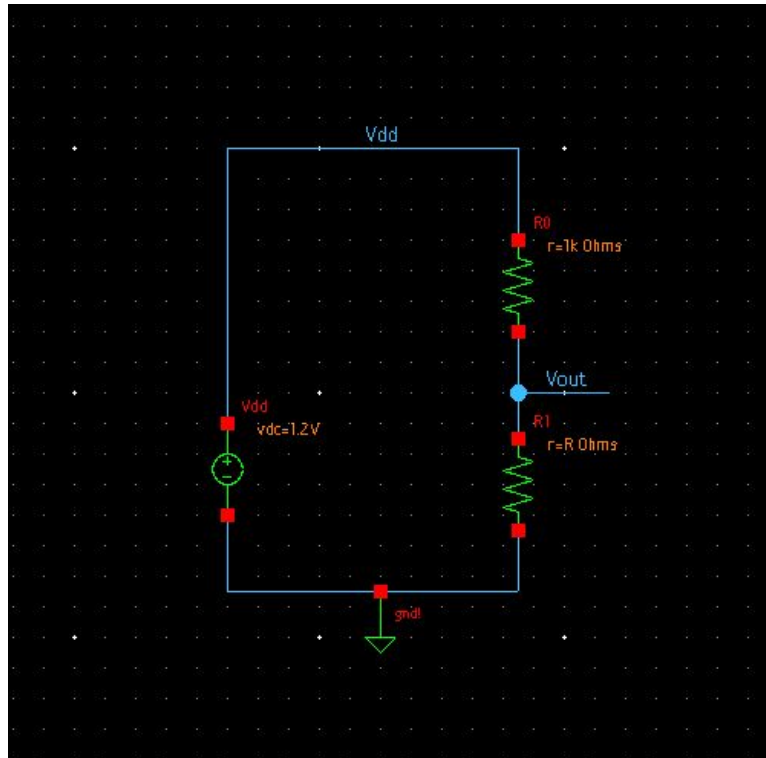 Vdd
R0
r=1k Ohms
Vout
Vdd
vdc=1.2V
R1
r=R Ohms
gnd!